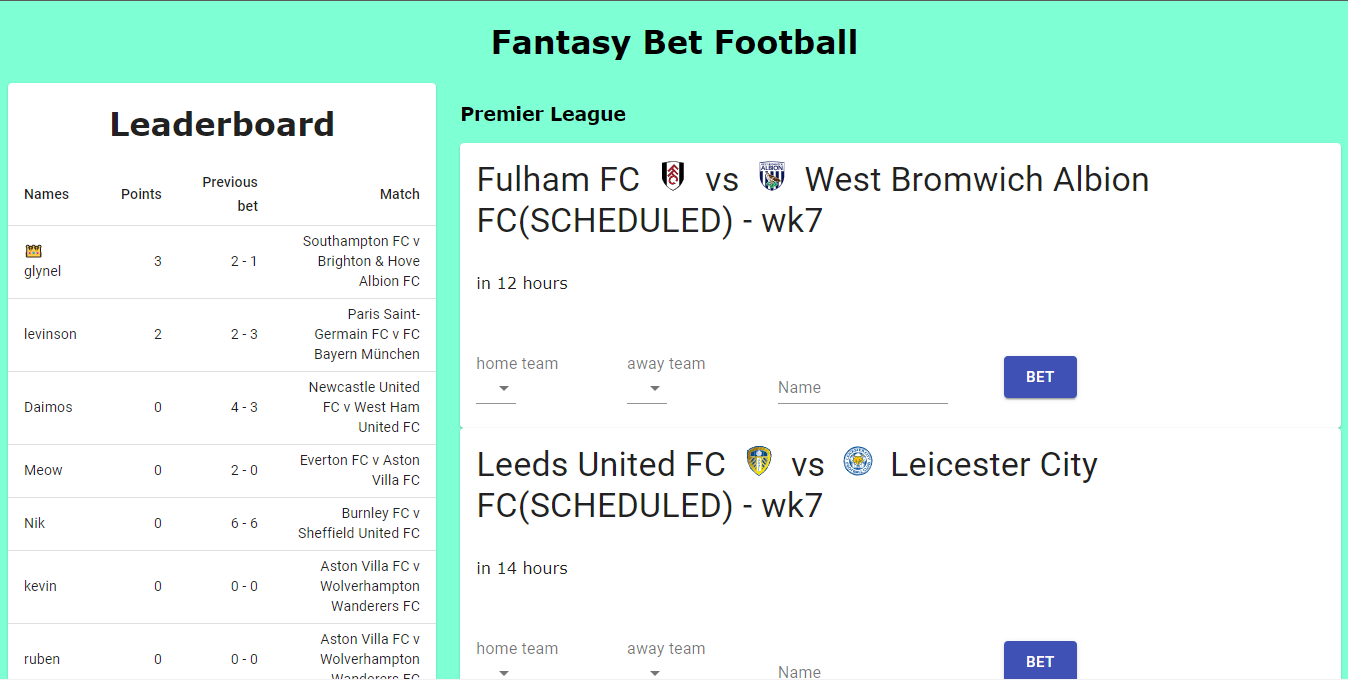 Fantasy Bet Football
Leaderboard
Names Points Previous bet Match
glynel 3 2 - 1 Southampton FC v Brighton & Hove Albion FC
levinson 2 2 - 3 Paris Saint-Germain FC v FC Bayern München
Daimos 0 4 - 3 Newcastle United FC v West Ham United FC
Meow 0 2 - 0 Everton FC v Aston Villa FC
Nik 0 6 - 6 Burnley FC v Sheffield United FC
kevin 0 0 - 0 Aston Villa FC v Wolverhampton Wanderers FC
ruben 0 0 - 0 Aston Villa FC v Wolverhampton Wanderers FC
Premier League
Fulham FC vs West Bromwich Albion
FC(SCHEDULED) - wk7
in 12 hours
home team away team Name BET
Leeds United FC vs Leicester City
FC(SCHEDULED) - wk7
in 14 hours
home team away team Name BET